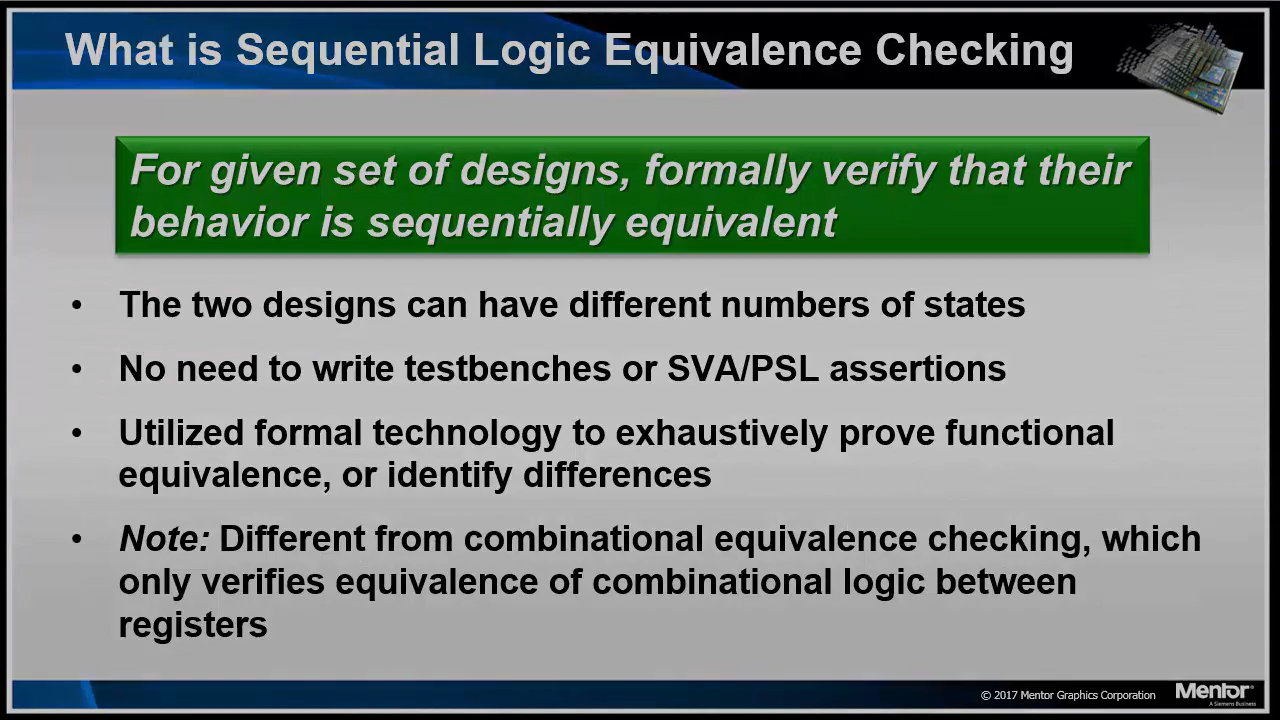 What is Sequential Logic Equivalence Checking
For given set of designs, formally verify that their
behavior is sequentially equivalent
• The two designs can have different numbers of states
• No need to write testbenches or SVA/PSL assertions
• Utilized formal technology to exhaustively prove functional
equivalence, or identify differences
• Note: Different from combinational equivalence checking, which
only verifies equivalence of combinational logic between
registers
© 2017 Mentor Graphics Corporation
Mentor®
A Siemens Business